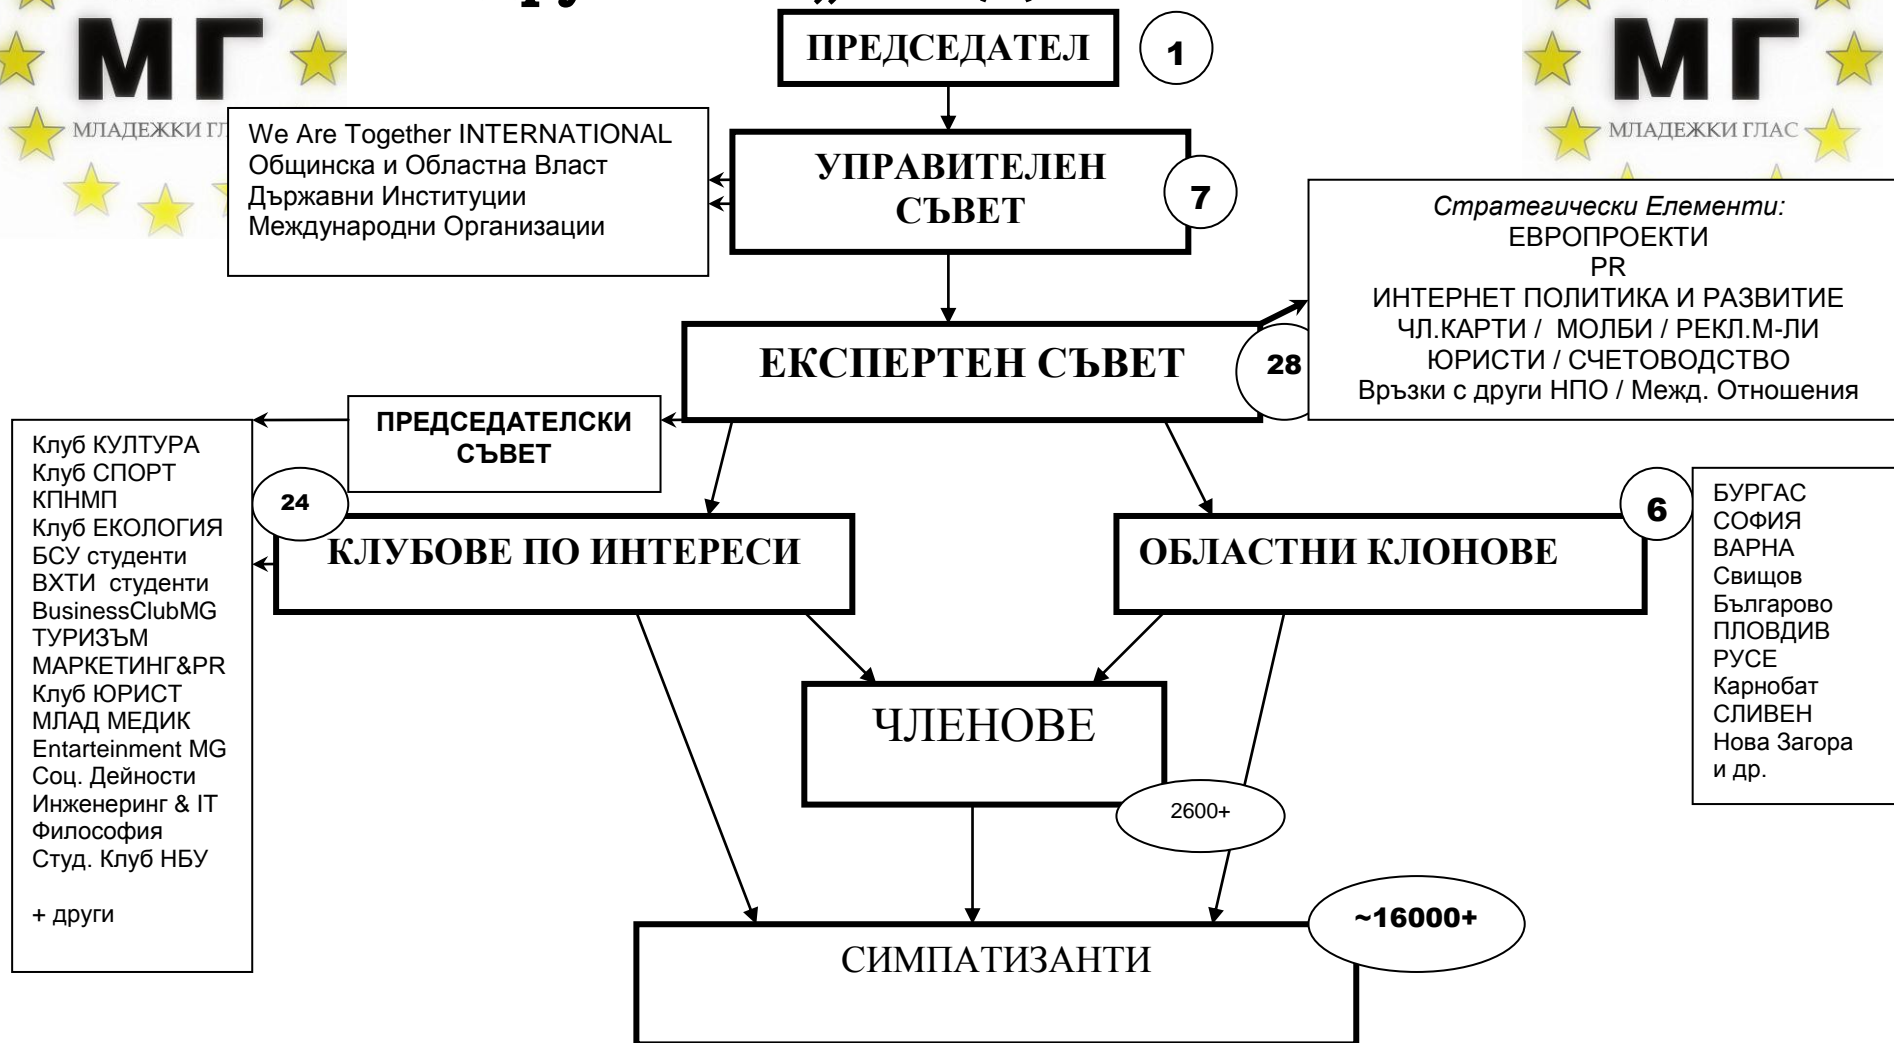 МГ
МЛАДЕЖКИ
МГ
МЛАДЕЖКИ ГЛАС
ПРЕДСЕДАТЕЛ
1
We Are Together INTERNATIONAL
Общинска и Областна Власт
Държавни Институции
Международни Организации
УПРАВИТЕЛЕН
СЪВЕТ
7
Стратегически Елементи:
ЕВРОПРОЕКТИ
PR
ИНТЕРНЕТ ПОЛИТИКА И РАЗВИТИЕ
ЧЛ.КАРТИ / МОЛБИ / РЕКЛ.М-ЛИ
ЮРИСТИ / СЧЕТОВОДСТВО
Връзки с други НПО / Межд. Отношения
ЕКСПЕРТЕН СЪВЕТ
28
ПРЕДСЕДАТЕЛСКИ
СЪВЕТ
Клуб КУЛТУРА
Клуб СПОРТ
КПНМП
Клуб ЕКОЛОГИЯ
БСУ студенти
ВХТИ студенти
BusinessClubMG
ТУРИЗЪМ
МАРКЕТИНГ&PR
Клуб ЮРИСТ
МЛАД МЕДИК
Entarteinment MG
Соц. Дейности
Инженеринг & IT
Философия
Студ. Клуб НБУ
+ други
24
КЛУБОВЕ ПО ИНТЕРЕСИ
ОБЛАСТНИ КЛОНОВЕ
6
БУРГАС
СОФИЯ
ВАРНА
Свищов
Българово
ПЛОВДИВ
РУСЕ
Карнобат
СЛИВЕН
Нова Загора
и др.
ЧЛЕНОВЕ
2600+
~16000+
СИМПАТИЗАНТИ